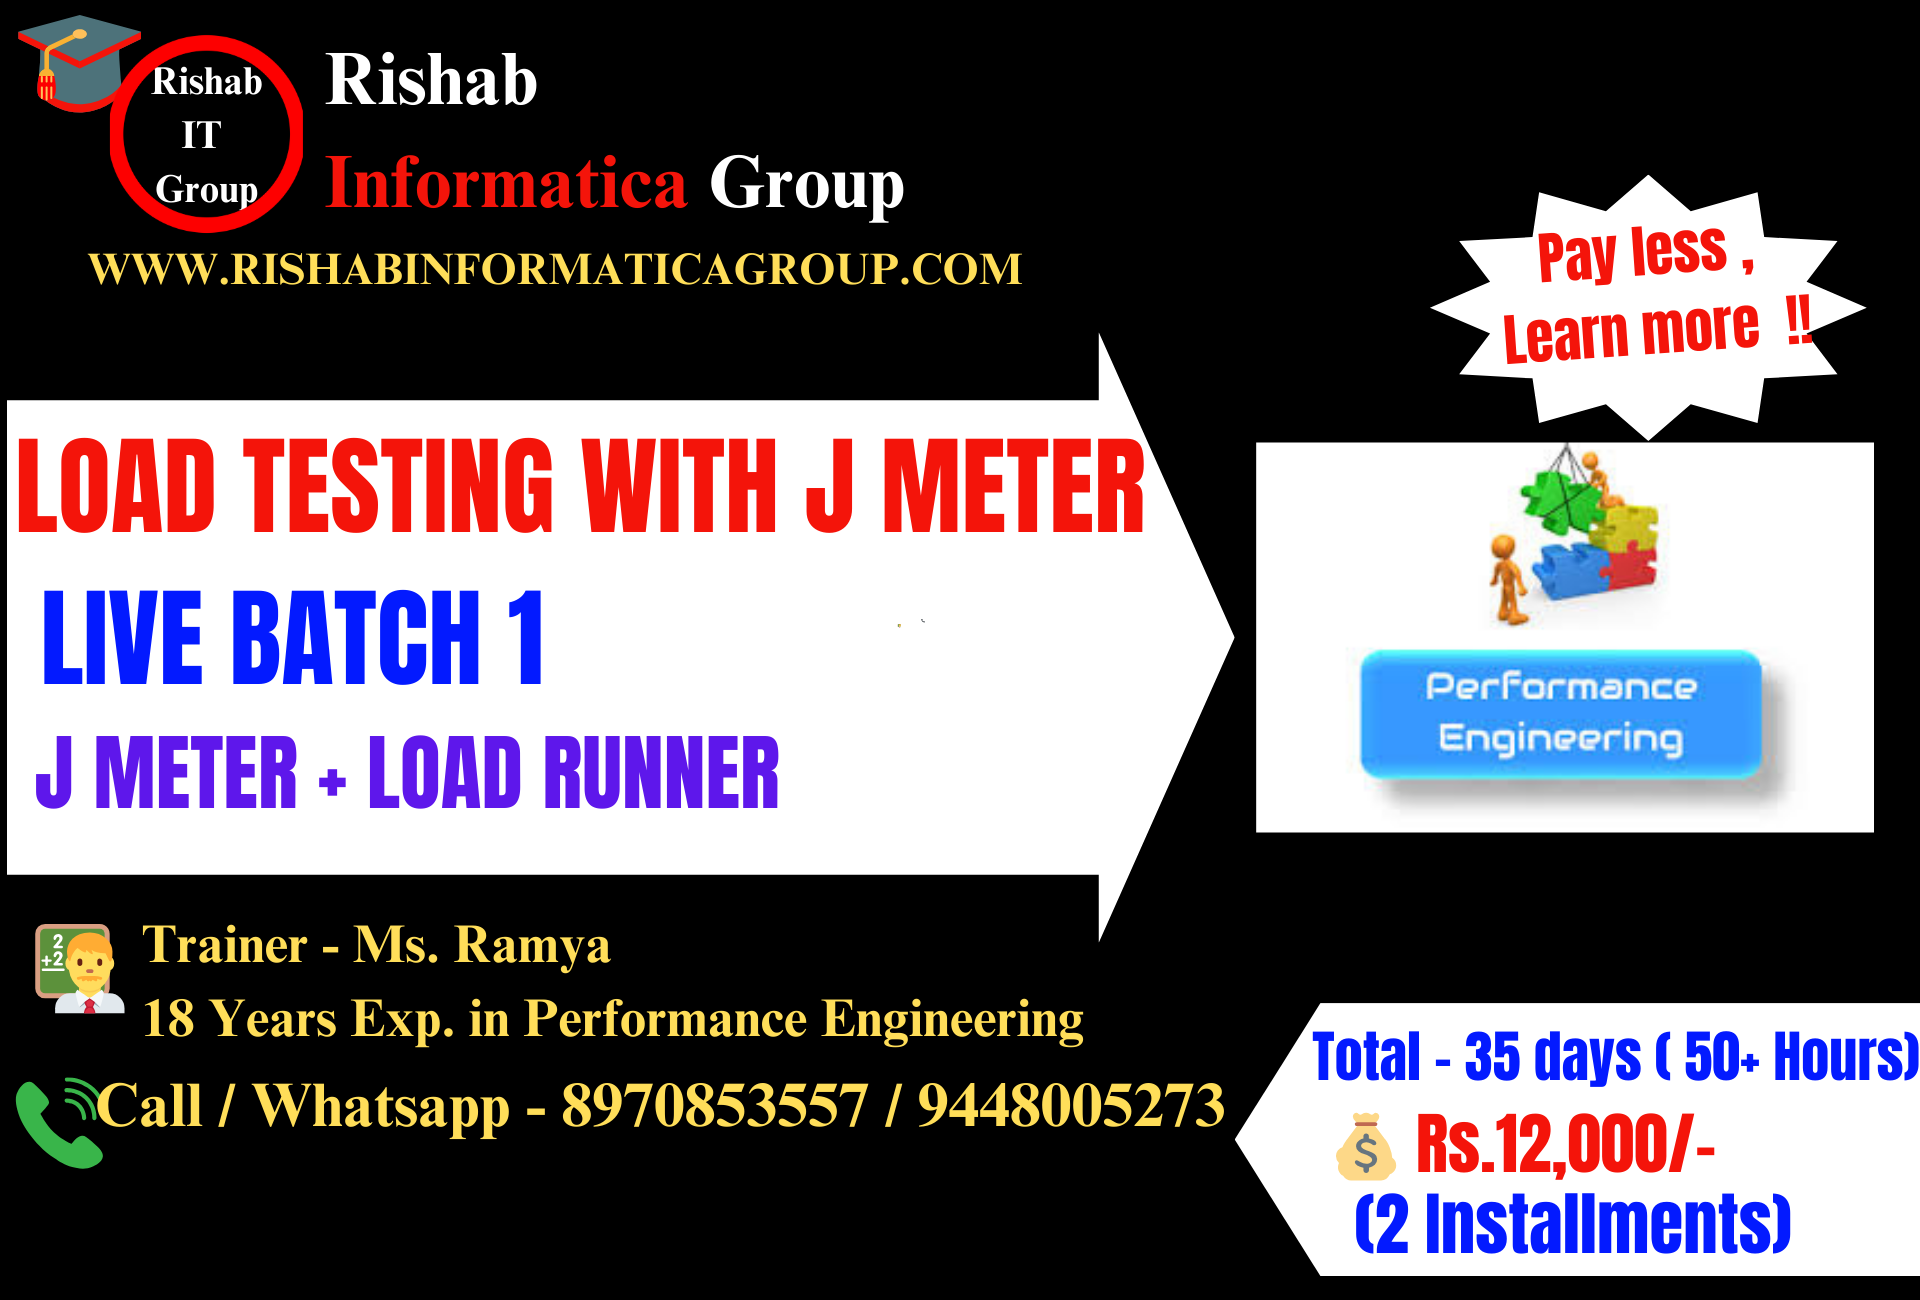 Rishab
IT
Group
Rishab
Informatica Group
WWW.RISHABINFORMATICAGROUP.COM
Pay less ,
Learn more !!
LOAD TESTING WITH J METER
LIVE BATCH 1
J METER + LOAD RUNNER
Performance
Engineering
2
+2
Trainer - Ms. Ramya
18 Years Exp. in Performance Engineering
Call / Whatsapp - 8970853557 / 9448005273
Total - 35 days ( 50+ Hours)
$
Rs.12,000/-
(2 Installments)